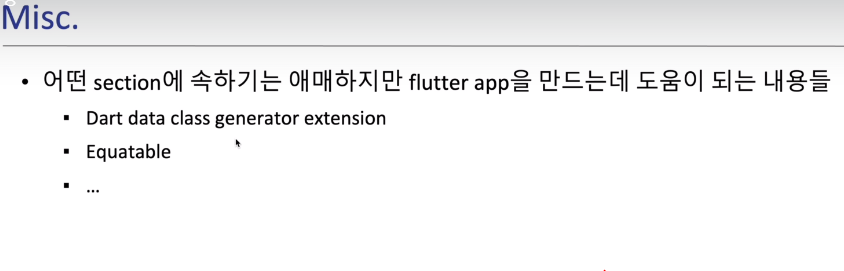 Misc.
• 어떤 section에 속하기는 애매하지만 flutter app을 만드는데 도움이 되는 내용들
▪ Dart data class generator extension
▪ Equatable
▪ ...